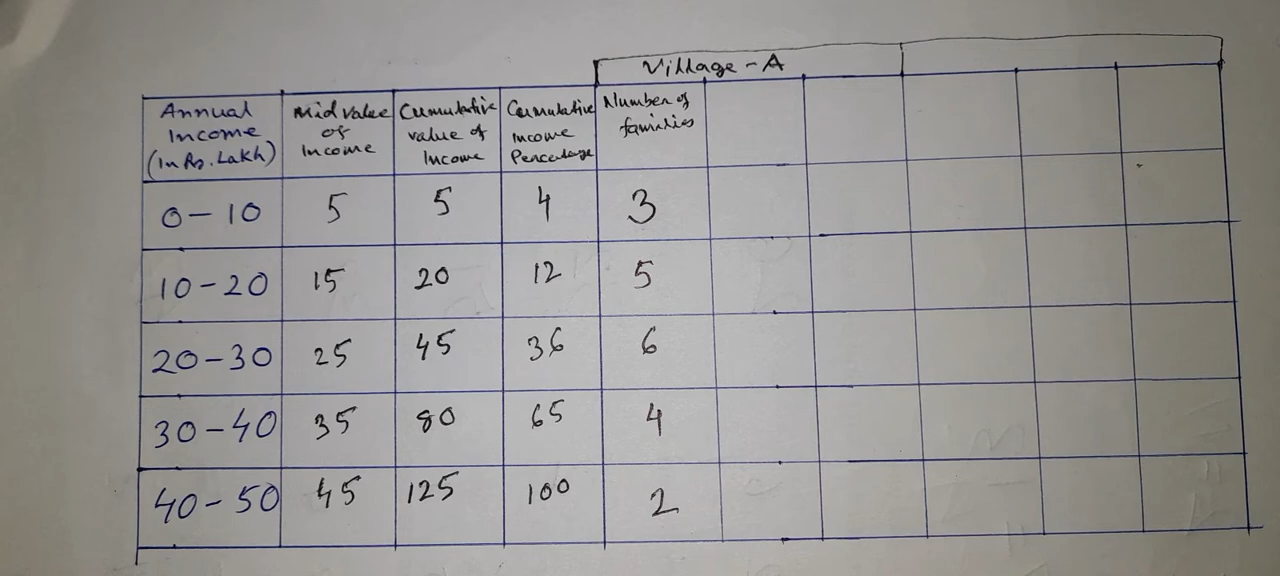 Village - A
Annual Income (In Rs. Lakh) | Mid value of Income | Cumulative value of Income | Cumulative Income Percentage | Number of families
0-10 | 5 | 5 | 4 | 3
10-20 | 15 | 20 | 12 | 5
20-30 | 25 | 45 | 36 | 6
30-40 | 35 | 80 | 65 | 4
40-50 | 45 | 125 | 100 | 2